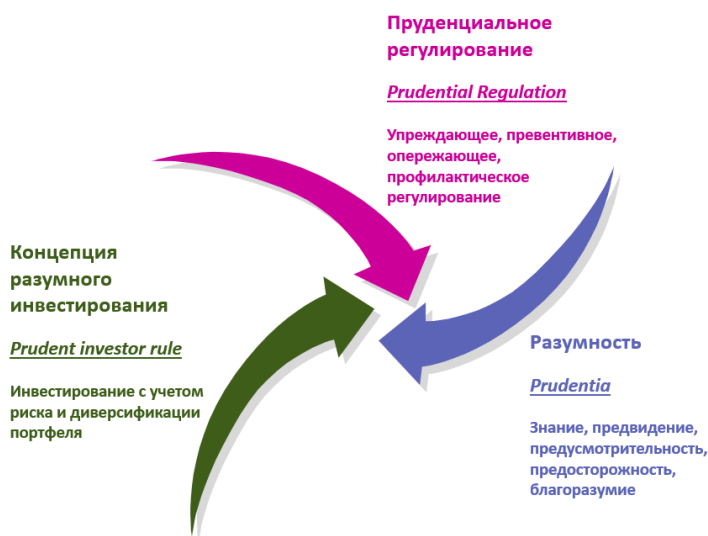 Пруденциальное
регулирование
Prudential Regulation
Упреждающее, превентивное,
опережающее,
профилактическое
регулирование
Концепция
разумного
инвестирования
Prudent investor rule
Инвестирование с учетом
риска и диверсификации
портфеля
Разумность
Prudentia
Знание, предвидение,
предусмотрительность,
предосторожность,
благоразумие